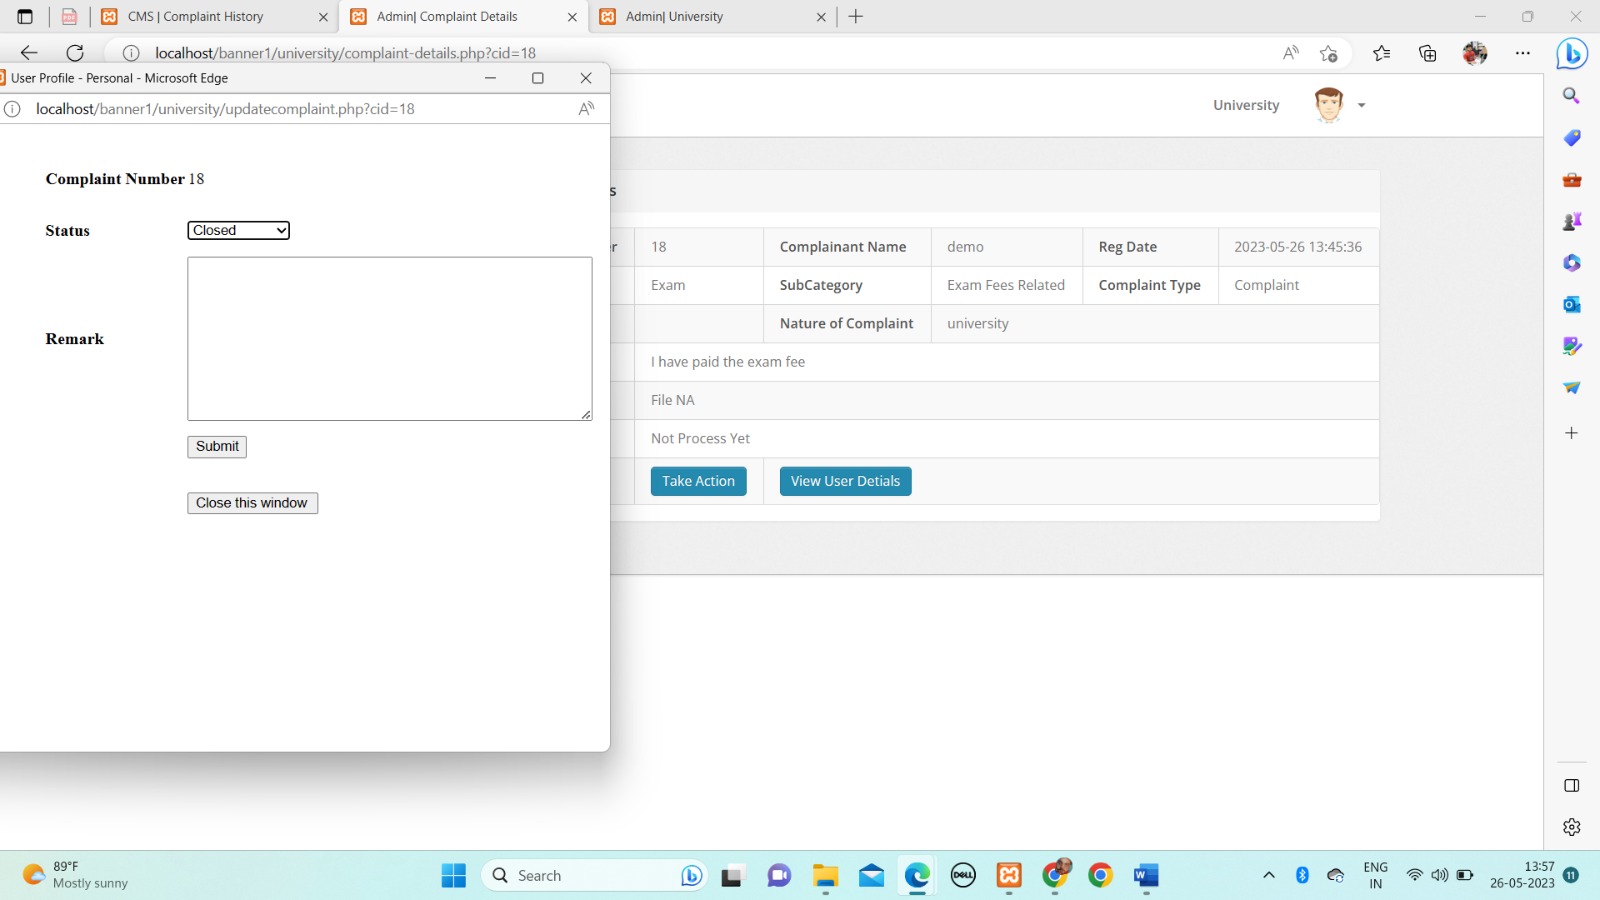 CMS | Complaint History
Admin| Complaint Details
Admin| University
localhost/banner1/university/complaint-details.php?cid=18
User Profile - Personal - Microsoft Edge
localhost/banner1/university/updatecomplaint.php?cid=18
University
Complaint Number 18
Status Closed
Remark
Submit
Close this window
s
r 18 Complainant Name demo Reg Date 2023-05-26 13:45:36
Exam SubCategory Exam Fees Related Complaint Type Complaint
Nature of Complaint university
I have paid the exam fee
File NA
Not Process Yet
Take Action View User Detials
89°F
Mostly sunny
Search
DELL
W
ENG
IN
13:57
26-05-2023
11